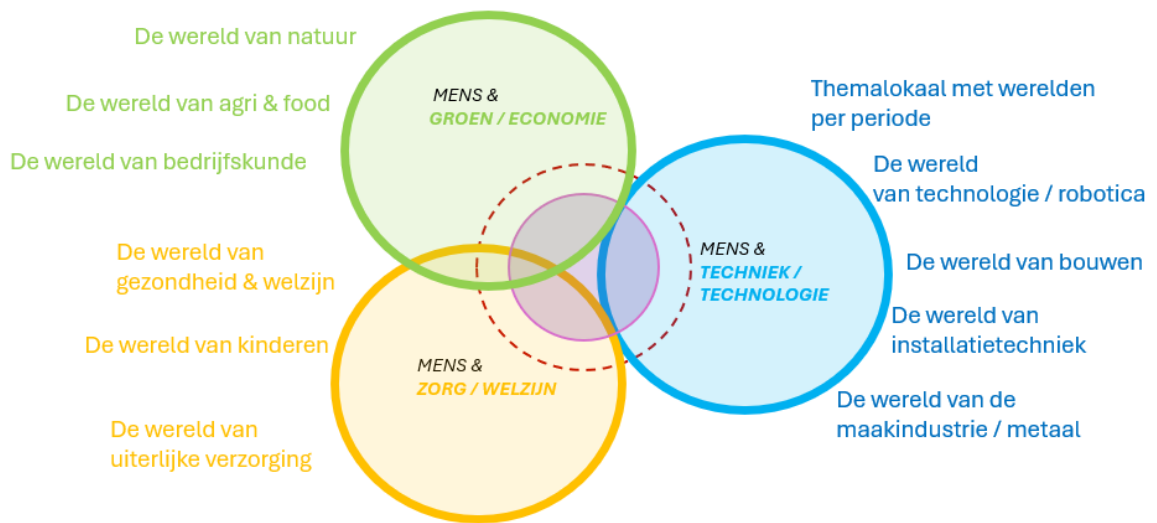 De wereld van natuur
De wereld van agri & food
De wereld van bedrijfskunde
MENS &
GROEN / ECONOMIE
Themalokaal met werelden
per periode
De wereld
van technologie / robotica
De wereld van bouwen
De wereld van
installatietechniek
De wereld van de
maakindustrie / metaal
MENS &
TECHNIEK /
TECHNOLOGIE
De wereld van
gezondheid & welzijn
De wereld van kinderen
De wereld van
uiterlijke verzorging
MENS &
ZORG / WELZIJN